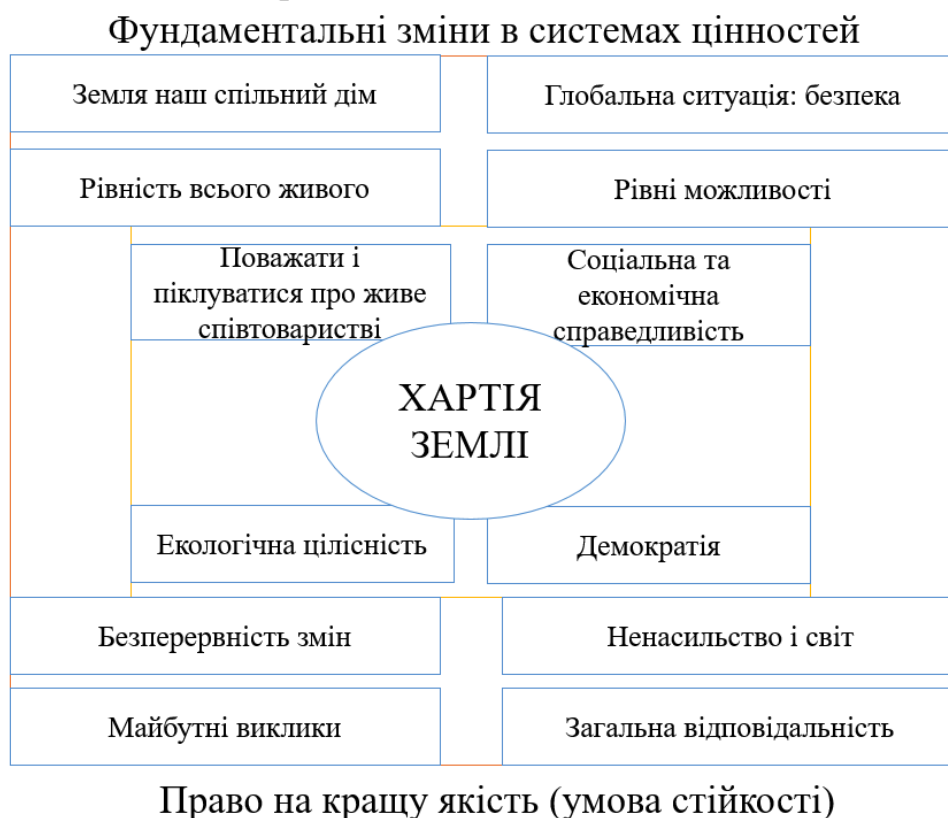 Фундаментальні зміни в системах цінностей
Земля наш спільний дім
Глобальна ситуація: безпека
Рівність всього живого
Рівні можливості
Поважати і
піклуватися про живе
співтоваристві
Соціальна та
економічна
справедливість
ХАРТІЯ
ЗЕМЛІ
Екологічна цілісність
Демократія
Безперервність змін
Ненасильство і світ
Майбутні виклики
Загальна відповідальність
Право на кращу якість (умова стійкості)